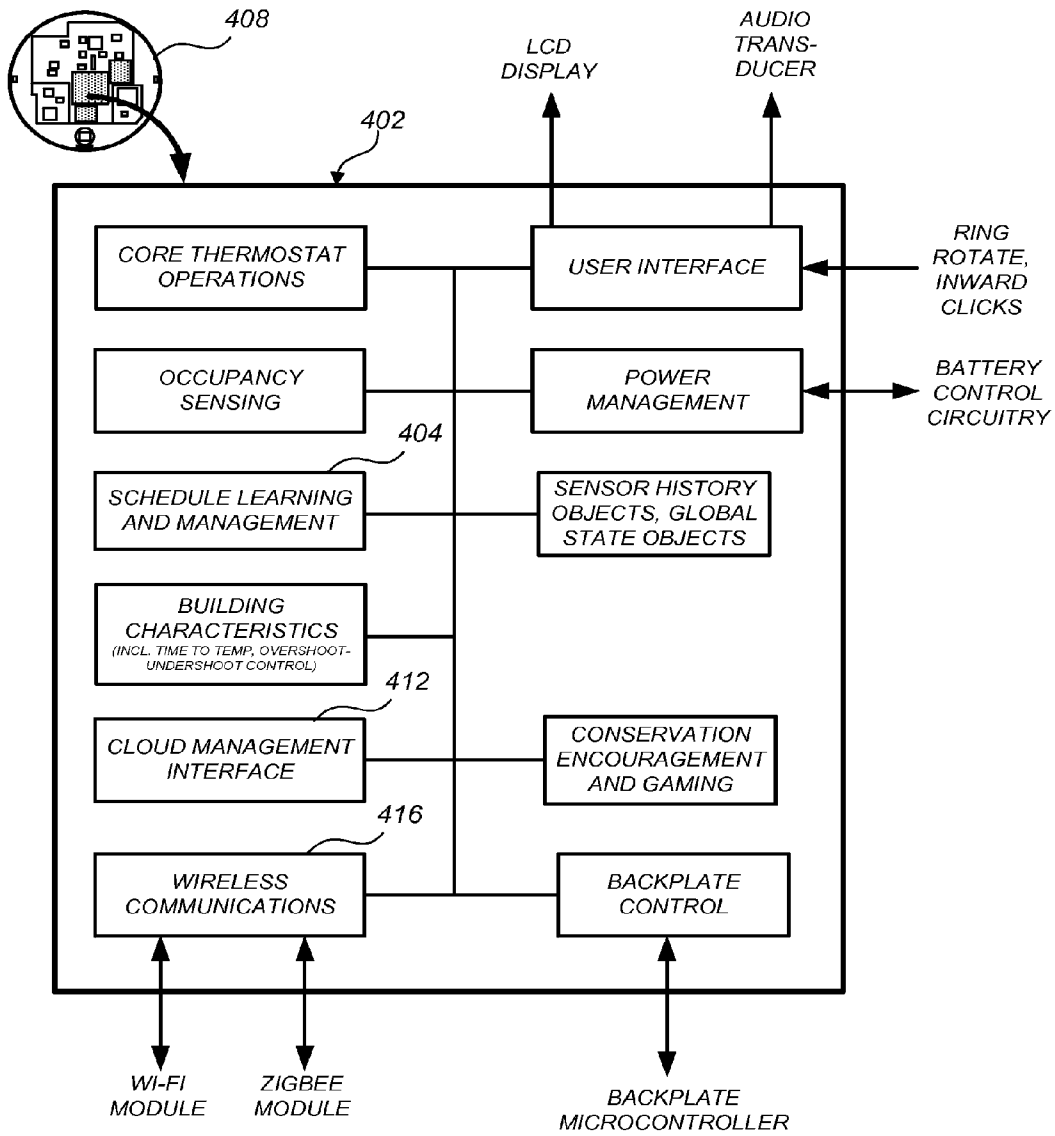 408
LCD
DISPLAY
AUDIO
TRANS-
DUCER
402
CORE THERMOSTAT
OPERATIONS
USER INTERFACE
RING
ROTATE,
INWARD
CLICKS
OCCUPANCY
SENSING
POWER
MANAGEMENT
BATTERY
CONTROL
CIRCUITRY
404
SCHEDULE LEARNING
AND MANAGEMENT
SENSOR HISTORY
OBJECTS, GLOBAL
STATE OBJECTS
BUILDING
CHARACTERISTICS
(INCL. TIME TO TEMP, OVERSHOOT-
UNDERSHOOT CONTROL)
412
CLOUD MANAGEMENT
INTERFACE
CONSERVATION
ENCOURAGEMENT
AND GAMING
416
WIRELESS
COMMUNICATIONS
BACKPLATE
CONTROL
WI-FI
MODULE
ZIGBEE
MODULE
BACKPLATE
MICROCONTROLLER